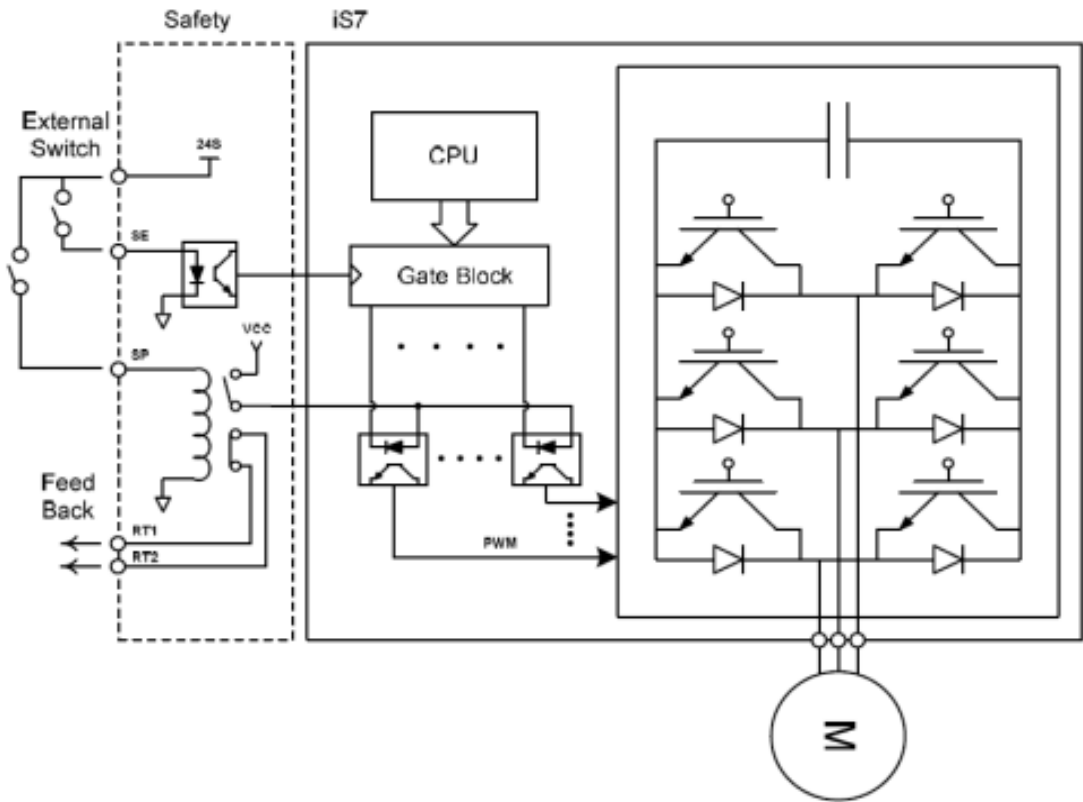 Safety
iS7
External
Switch
24S
CPU
SE
Gate Block
vcc
SP
Feed
Back
RT1
RT2
PWM
M